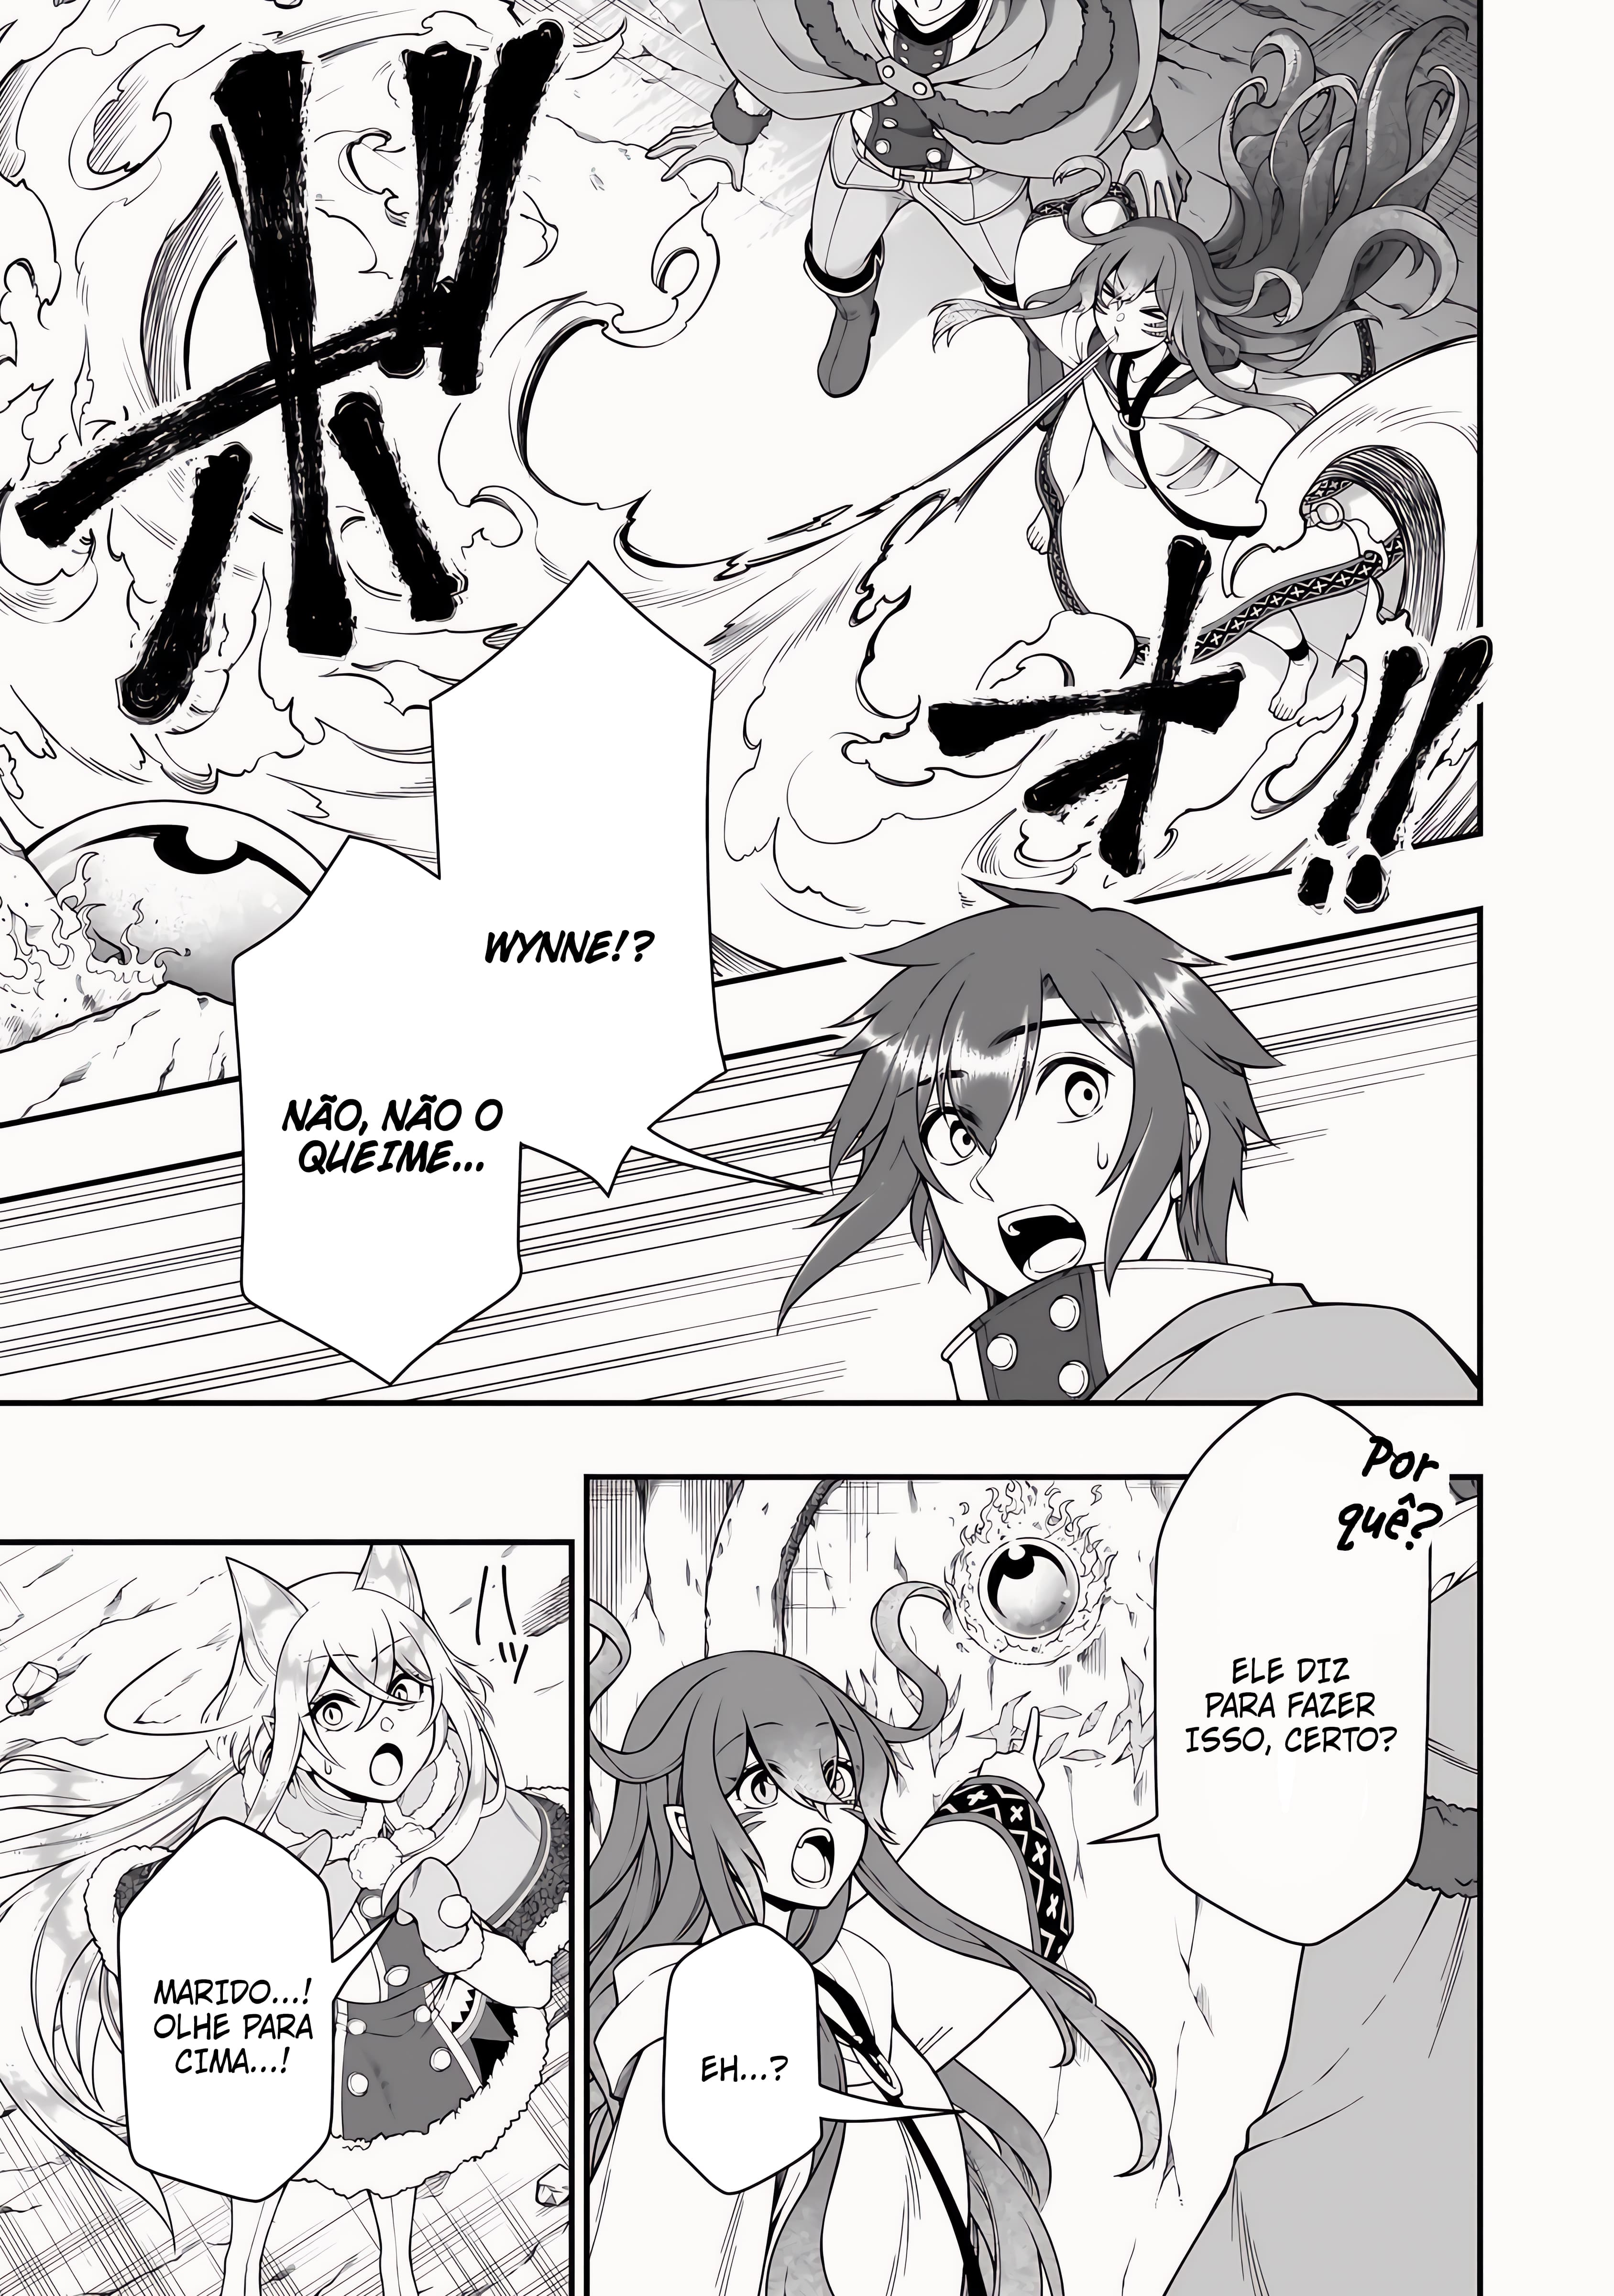 ボ
オ
!!
WYNNE!?
NÃO, NÃO O
QUEIME...
Por
quê?
ELE DIZ
PARA FAZER
ISSO, CERTO?
EH...?
バッ
MARIDO...!
OLHE PARA
CIMA...!